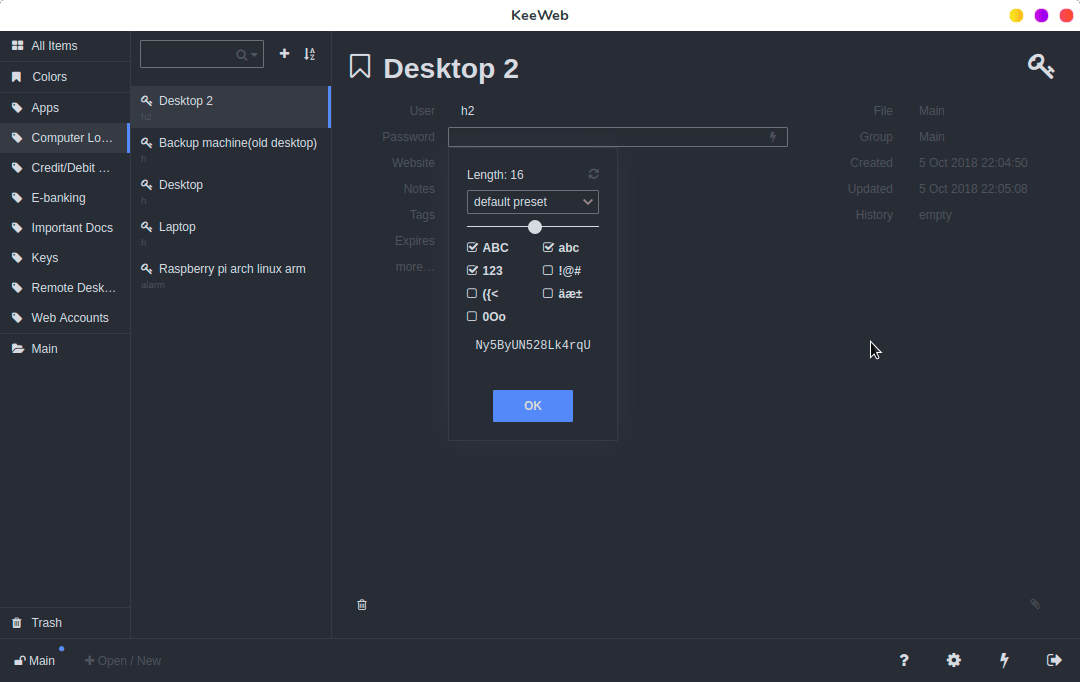 KeeWeb
All Items
Colors
Apps
Computer Lo...
Credit/Debit ...
E-banking
Important Docs
Keys
Remote Desk...
Web Accounts
Main
Trash
Desktop 2
h2
Backup machine(old desktop)
h
Desktop
h
Laptop
h
Raspberry pi arch linux arm
alarm
Desktop 2
User h2
Password
Website
Notes
Tags
Expires
more...
Length: 16
default preset
ABC abc
123 !@#
({< äæ±
0Oo
Ny5ByUN528Lk4rqU
OK
File Main
Group Main
Created 5 Oct 2018 22:04:50
Updated 5 Oct 2018 22:05:08
History empty
Main
+ Open / New
?